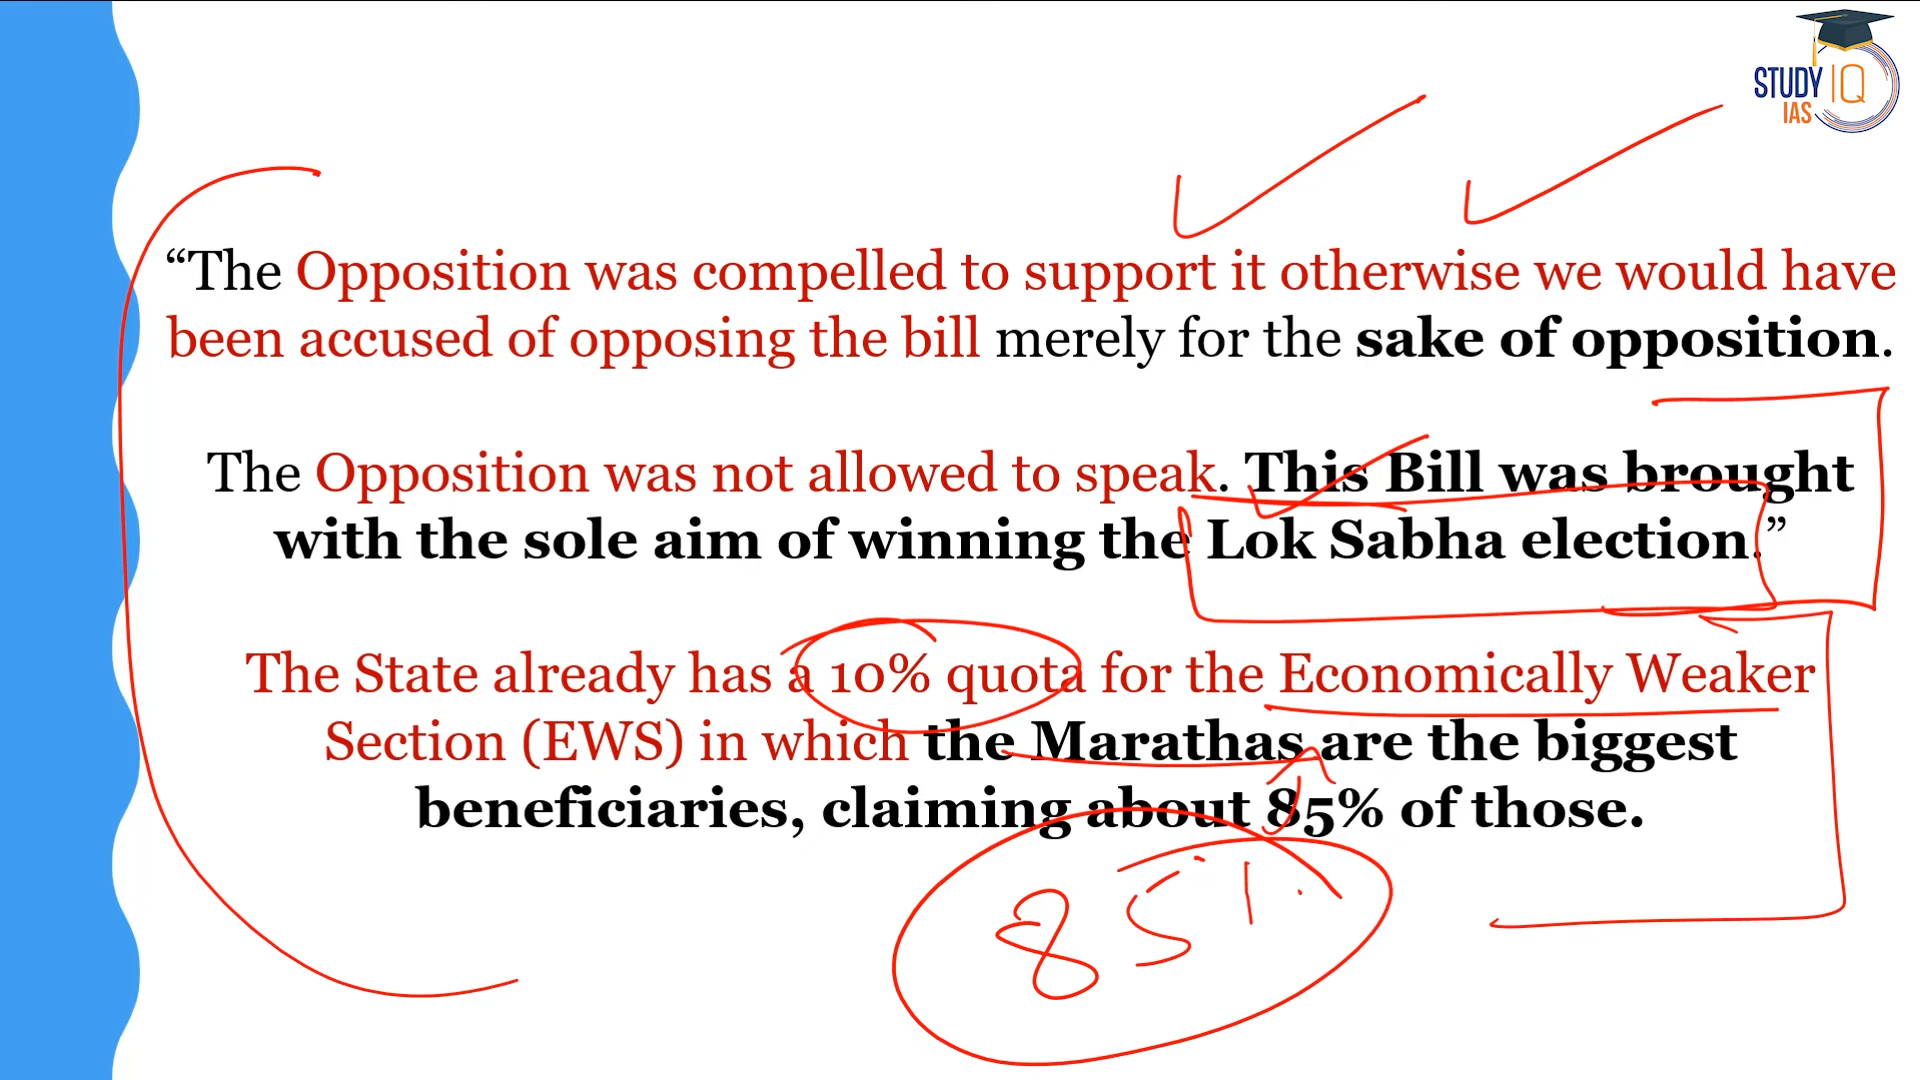 STUDY IQ
IAS
“The Opposition was compelled to support it otherwise we would have
been accused of opposing the bill merely for the sake of opposition.
The Opposition was not allowed to speak. This Bill was brought
with the sole aim of winning the Lok Sabha election.”
The State already has a 10% quota for the Economically Weaker
Section (EWS) in which the Marathas are the biggest
beneficiaries, claiming about 85% of those.
85%